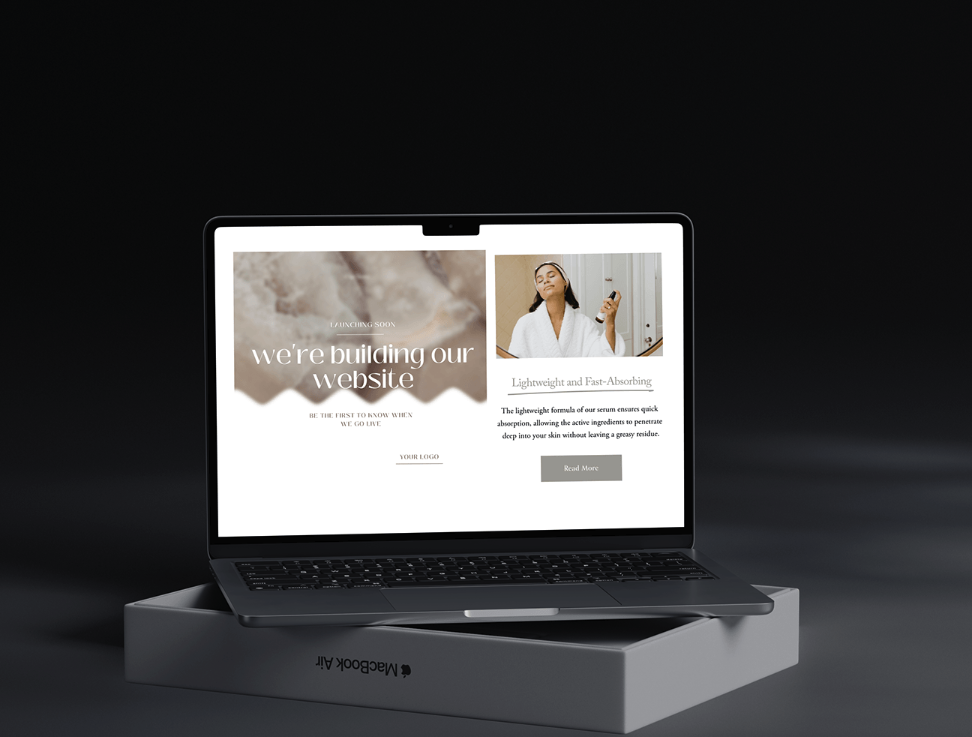 LAUNCHING SOON
we're building our
website
BE THE FIRST TO KNOW WHEN
WE GO LIVE
YOUR LOGO
Lightweight and Fast-Absorbing
The lightweight formula of our serum ensures quick
absorption, allowing the active ingredients to penetrate
deep into your skin without leaving a greasy residue.
Read More
MacBook Air